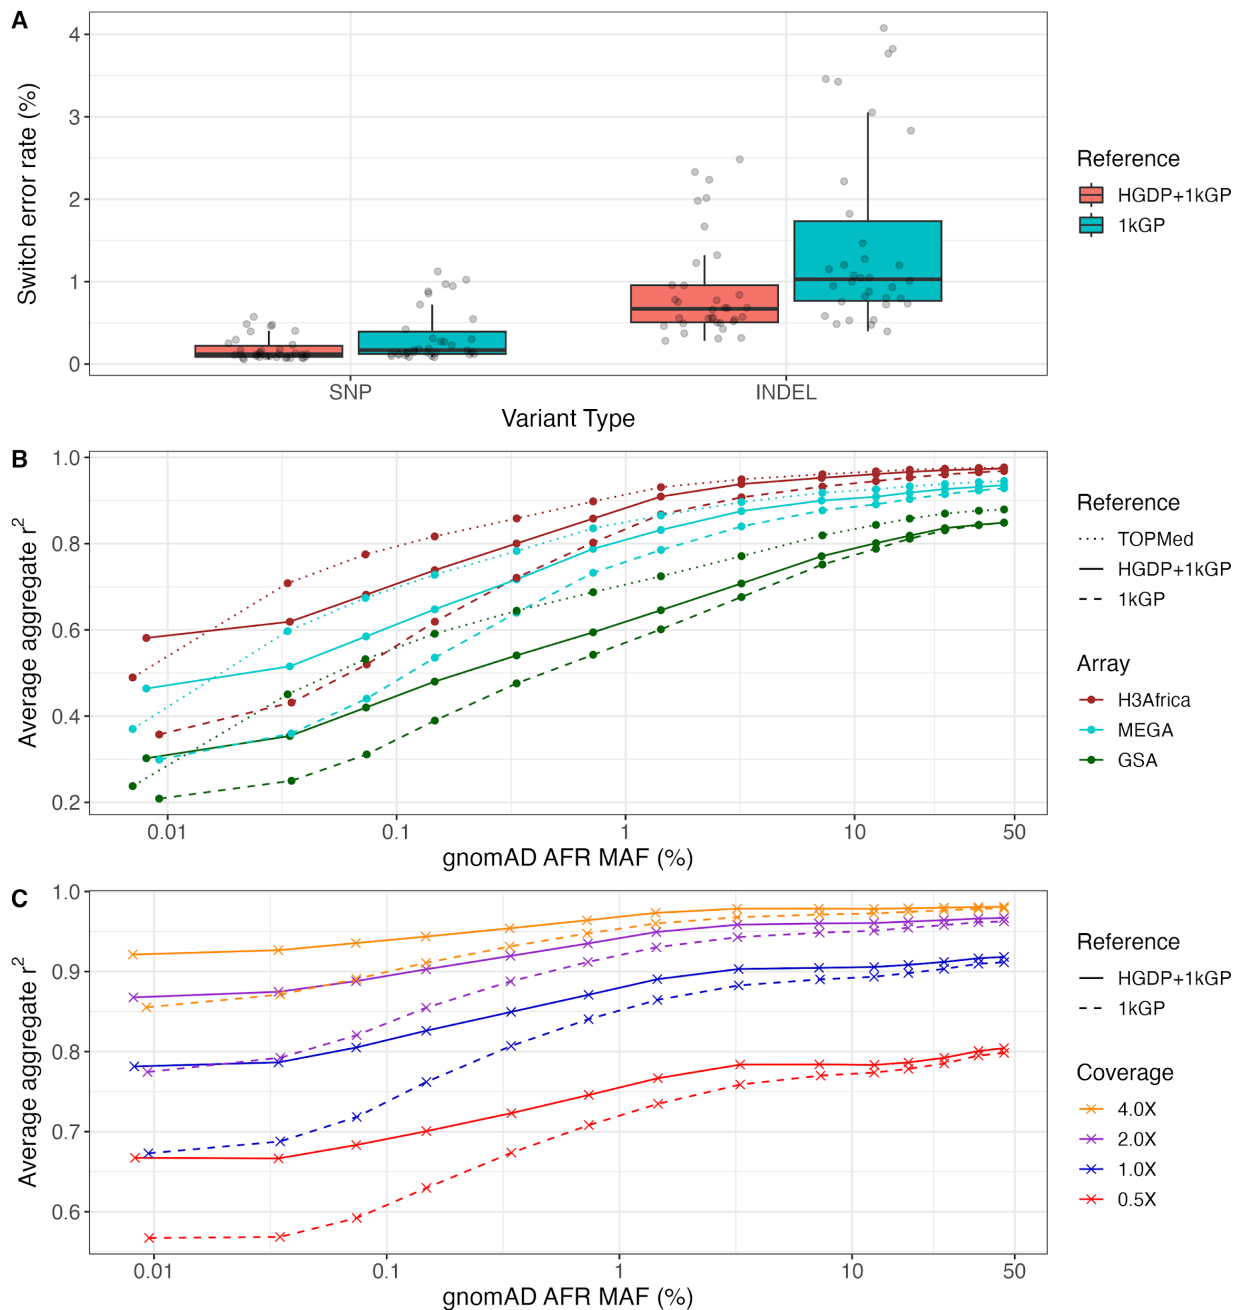 A
Switch error rate (%)
4
3
2
1
0
SNP
INDEL
Variant Type
Reference
HGDP+1kGP
1kGP
B
Average aggregate r²
1.0
0.8
0.6
0.4
0.2
0.01
0.1
1
10
50
gnomAD AFR MAF (%)
Reference
TOPMed
HGDP+1kGP
1kGP
Array
H3Africa
MEGA
GSA
C
Average aggregate r²
1.0
0.9
0.8
0.7
0.6
0.01
0.1
1
10
50
gnomAD AFR MAF (%)
Reference
HGDP+1kGP
1kGP
Coverage
4.0X
2.0X
1.0X
0.5X